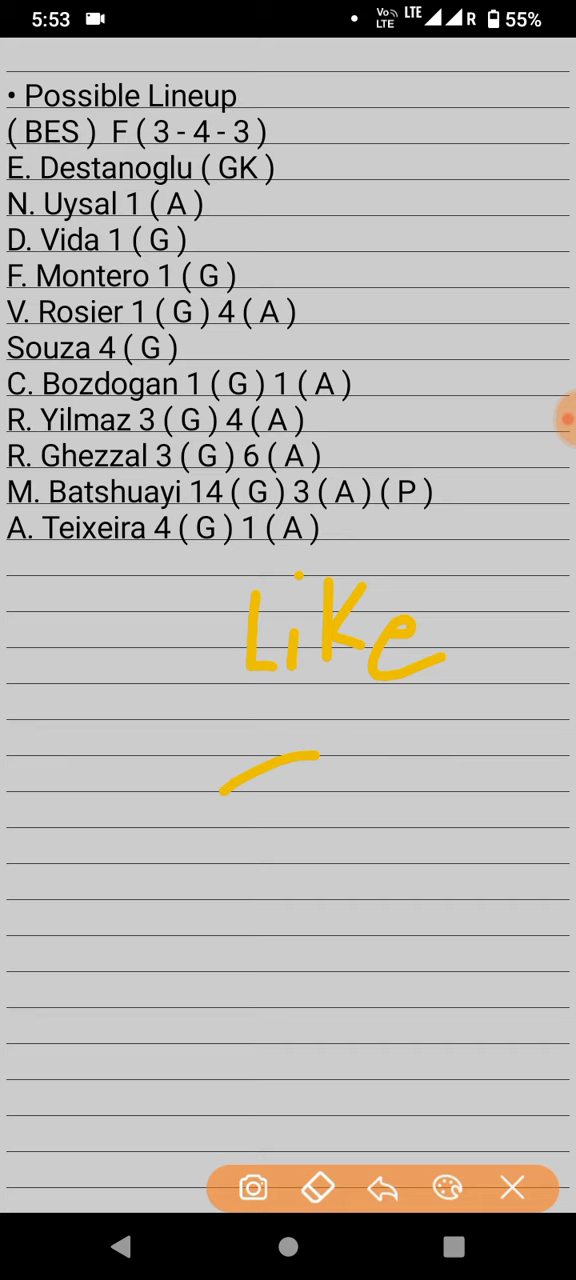 5:53 Vo LTE LTE R 55%
• Possible Lineup
( BES ) F ( 3 - 4 - 3 )
E. Destanoglu ( GK )
N. Uysal 1 ( A )
D. Vida 1 ( G )
F. Montero 1 ( G )
V. Rosier 1 ( G ) 4 ( A )
Souza 4 ( G )
C. Bozdogan 1 ( G ) 1 ( A )
R. Yilmaz 3 ( G ) 4 ( A )
R. Ghezzal 3 ( G ) 6 ( A )
M. Batshuayi 14 ( G ) 3 ( A ) ( P )
A. Teixeira 4 ( G ) 1 ( A )
Like